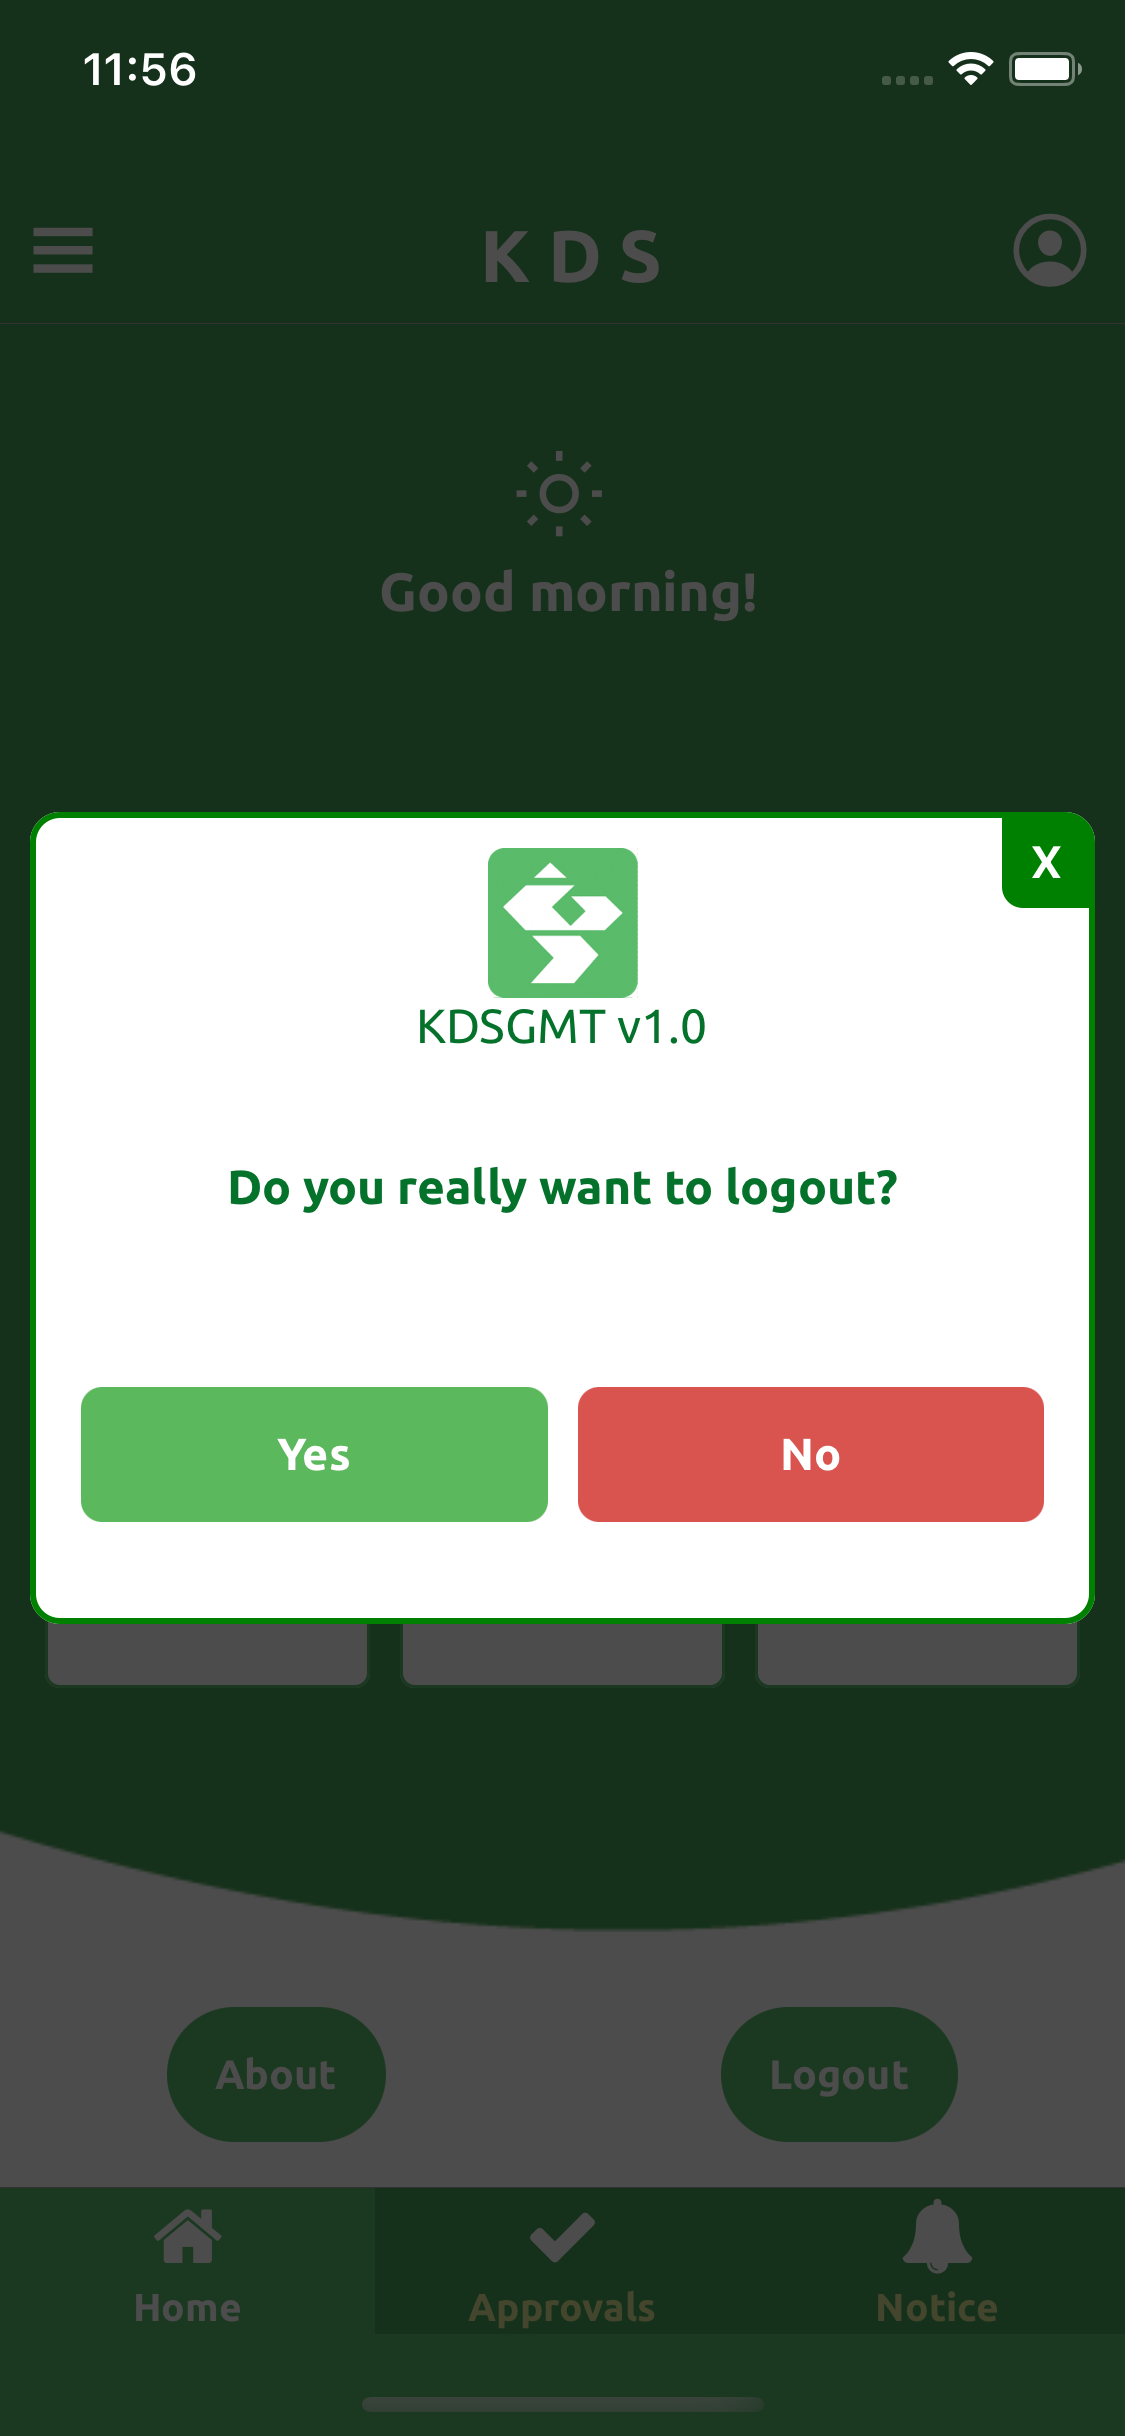 11:56
K D S
Good morning!
X
KDSGMT v1.0
Do you really want to logout?
Yes
No
About
Logout
Home
Approvals
Notice